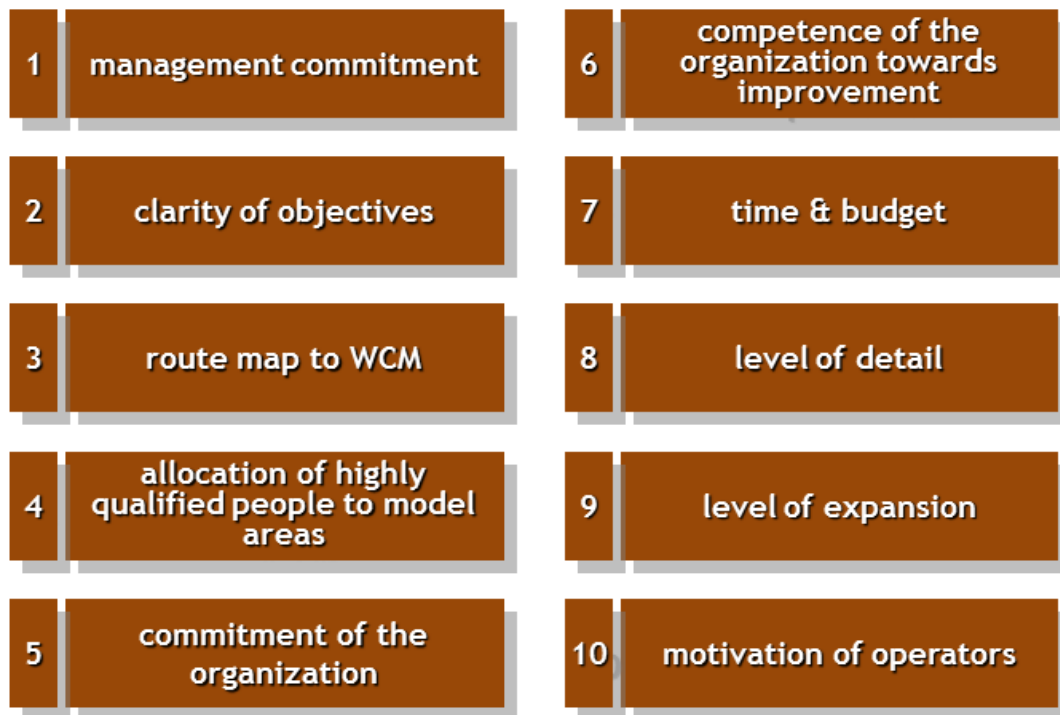 1
management commitment
2
clarity of objectives
3
route map to WCM
4
allocation of highly
qualified people to model
areas
5
commitment of the
organization
6
competence of the
organization towards
improvement
7
time & budget
8
level of detail
9
level of expansion
10
motivation of operators